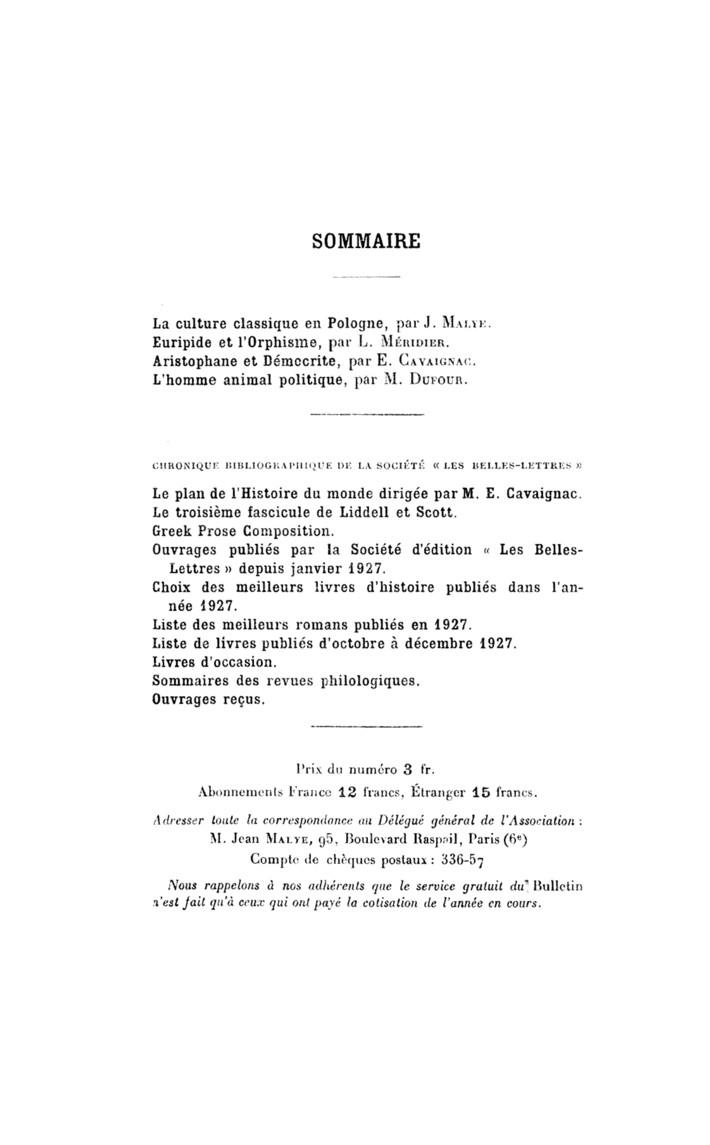 SOMMAIRE
La culture classique en Pologne, par J. MALYE.
Euripide et l'Orphisme, par L. MÉRIDIER.
Aristophane et Démocrite, par E. CAVAIGNAC.
L'homme animal politique, par M. DUFOUR.
CHRONIQUE BIBLIOGRAPHIQUE DE LA SOCIÉTÉ « LES BELLES-LETTRES »
Le plan de l'Histoire du monde dirigée par M. E. Cavaignac.
Le troisième fascicule de Liddell et Scott.
Greek Prose Composition.
Ouvrages publiés par la Société d'édition « Les Belles-
Lettres » depuis janvier 1927.
Choix des meilleurs livres d'histoire publiés dans l'an-
née 1927.
Liste des meilleurs romans publiés en 1927.
Liste de livres publiés d'octobre à décembre 1927.
Livres d'occasion.
Sommaires des revues philologiques.
Ouvrages reçus.
Prix du numéro 3 fr.
Abonnements France 12 francs, Étranger 15 francs.
Adresser toute la correspondance au Délégué général de l'Association :
M. Jean MALYE, 95, Boulevard Raspail, Paris (6e)
Compte de chèques postaux : 336-57
Nous rappelons à nos adhérents que le service gratuit du Bulletin
n'est fait qu'à ceux qui ont payé la cotisation de l'année en cours.